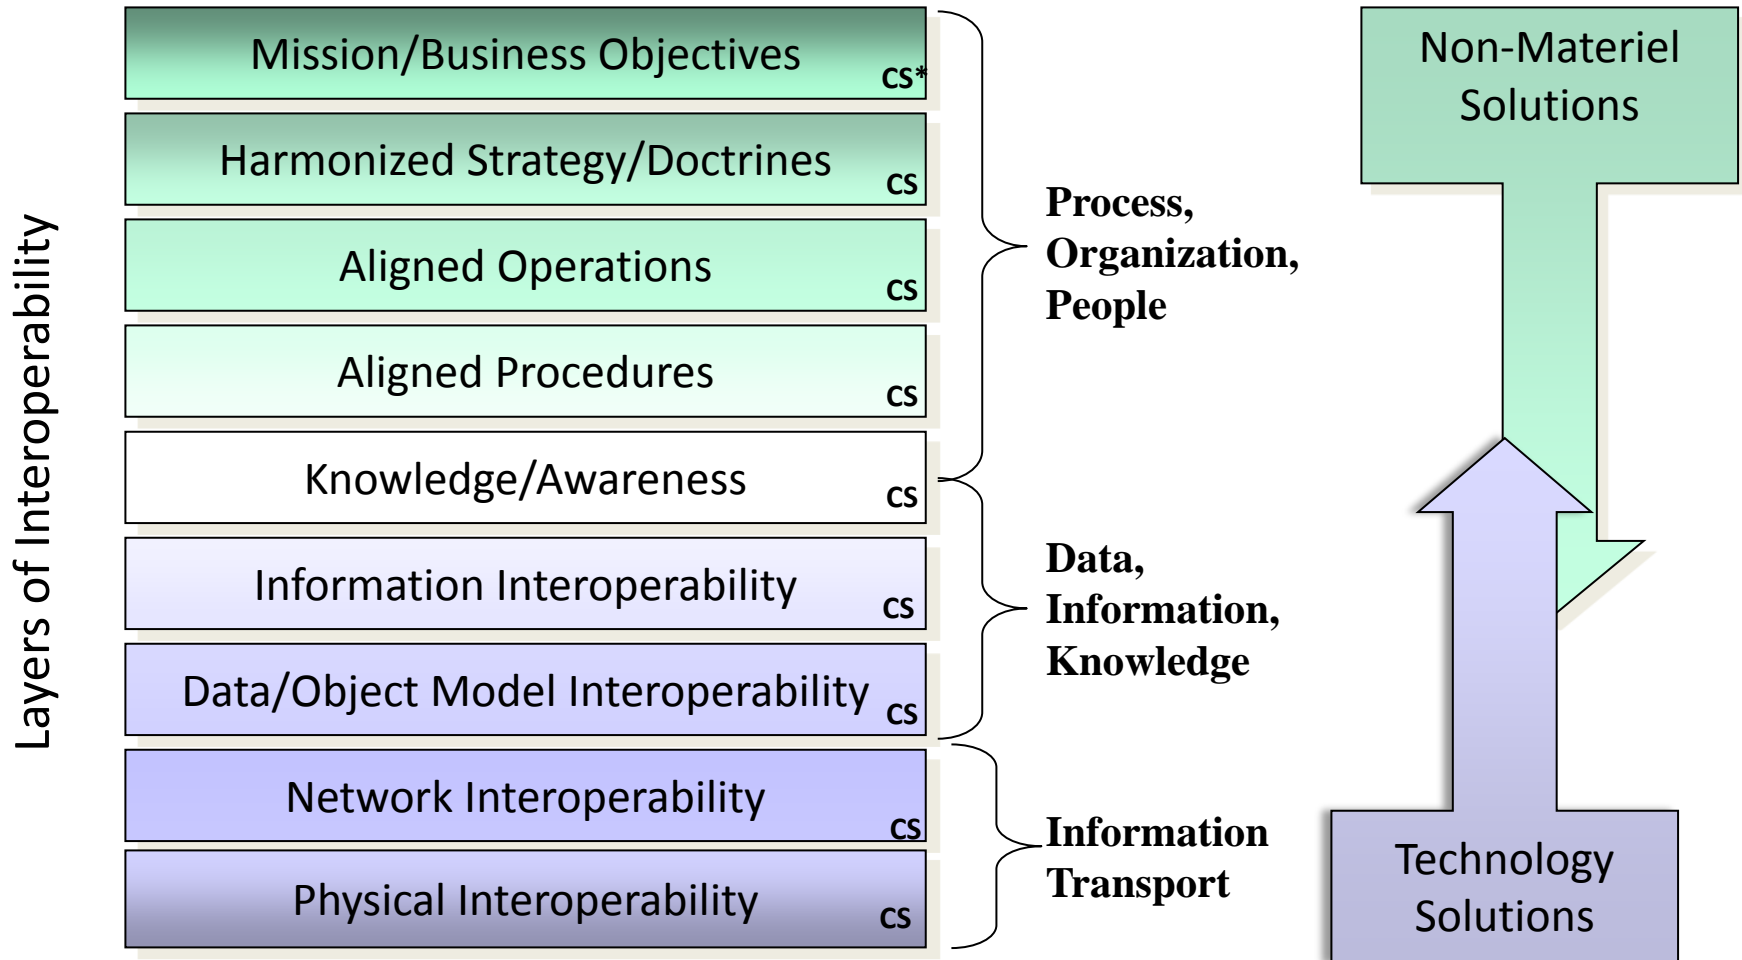 Layers of Interoperability
Mission/Business Objectives
CS*
Harmonized Strategy/Doctrines
CS
Aligned Operations
CS
Aligned Procedures
CS
Knowledge/Awareness
CS
Information Interoperability
CS
Data/Object Model Interoperability
CS
Network Interoperability
CS
Physical Interoperability
CS
Process,
Organization,
People
Data,
Information,
Knowledge
Information
Transport
Non-Materiel
Solutions
Technology
Solutions